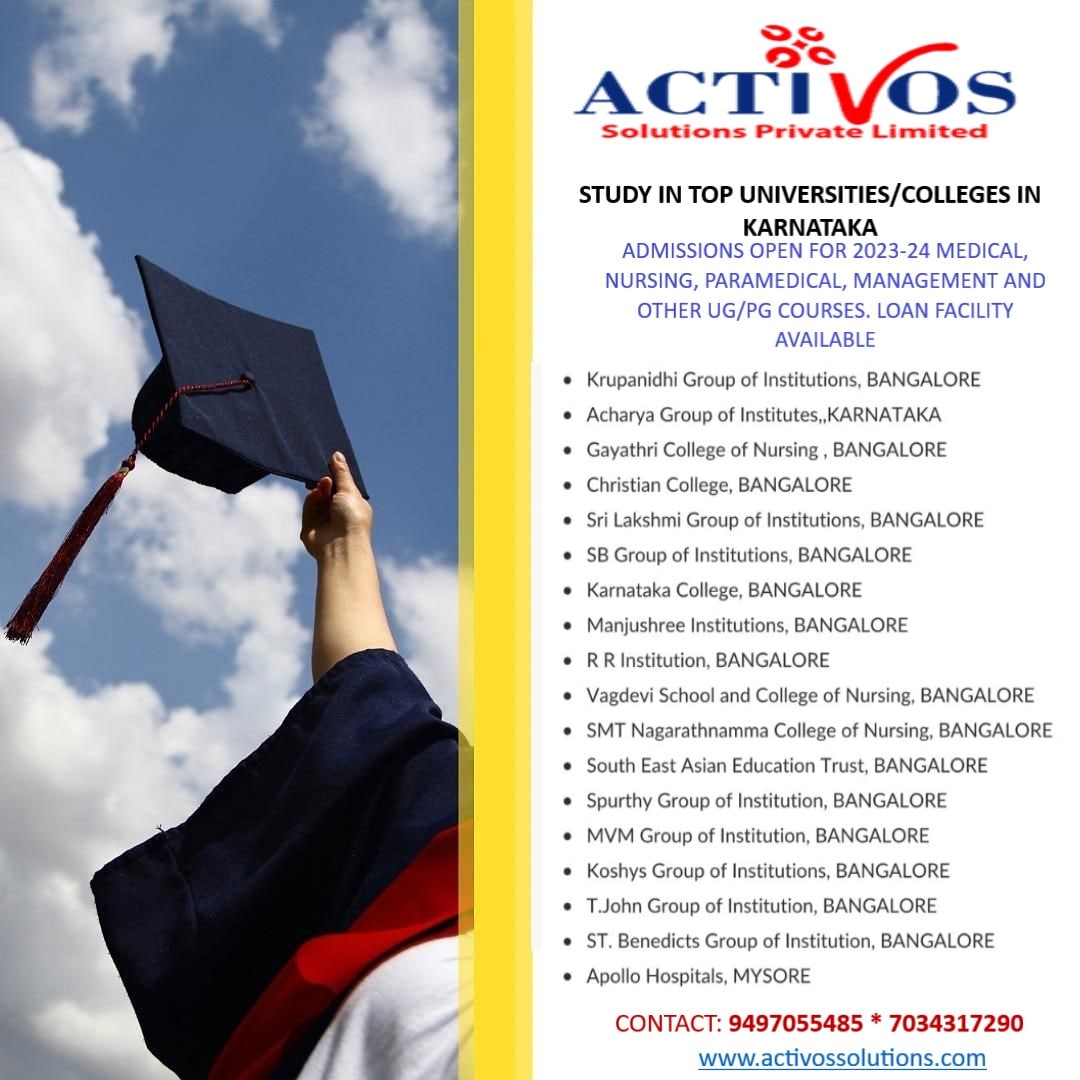 ACTIVOS
Solutions Private Limited
STUDY IN TOP UNIVERSITIES/COLLEGES IN
KARNATAKA
ADMISSIONS OPEN FOR 2023-24 MEDICAL,
NURSING, PARAMEDICAL, MANAGEMENT AND
OTHER UG/PG COURSES. LOAN FACILITY
AVAILABLE
• Krupanidhi Group of Institutions, BANGALORE
• Acharya Group of Institutes,,KARNATAKA
• Gayathri College of Nursing , BANGALORE
• Christian College, BANGALORE
• Sri Lakshmi Group of Institutions, BANGALORE
• SB Group of Institutions, BANGALORE
• Karnataka College, BANGALORE
• Manjushree Institutions, BANGALORE
• R R Institution, BANGALORE
• Vagdevi School and College of Nursing, BANGALORE
• SMT Nagarathnamma College of Nursing, BANGALORE
• South East Asian Education Trust, BANGALORE
• Spurthy Group of Institution, BANGALORE
• MVM Group of Institution, BANGALORE
• Koshys Group of Institutions, BANGALORE
• T.John Group of Institution, BANGALORE
• ST. Benedicts Group of Institution, BANGALORE
• Apollo Hospitals, MYSORE
CONTACT: 9497055485 * 7034317290
www.activossolutions.com